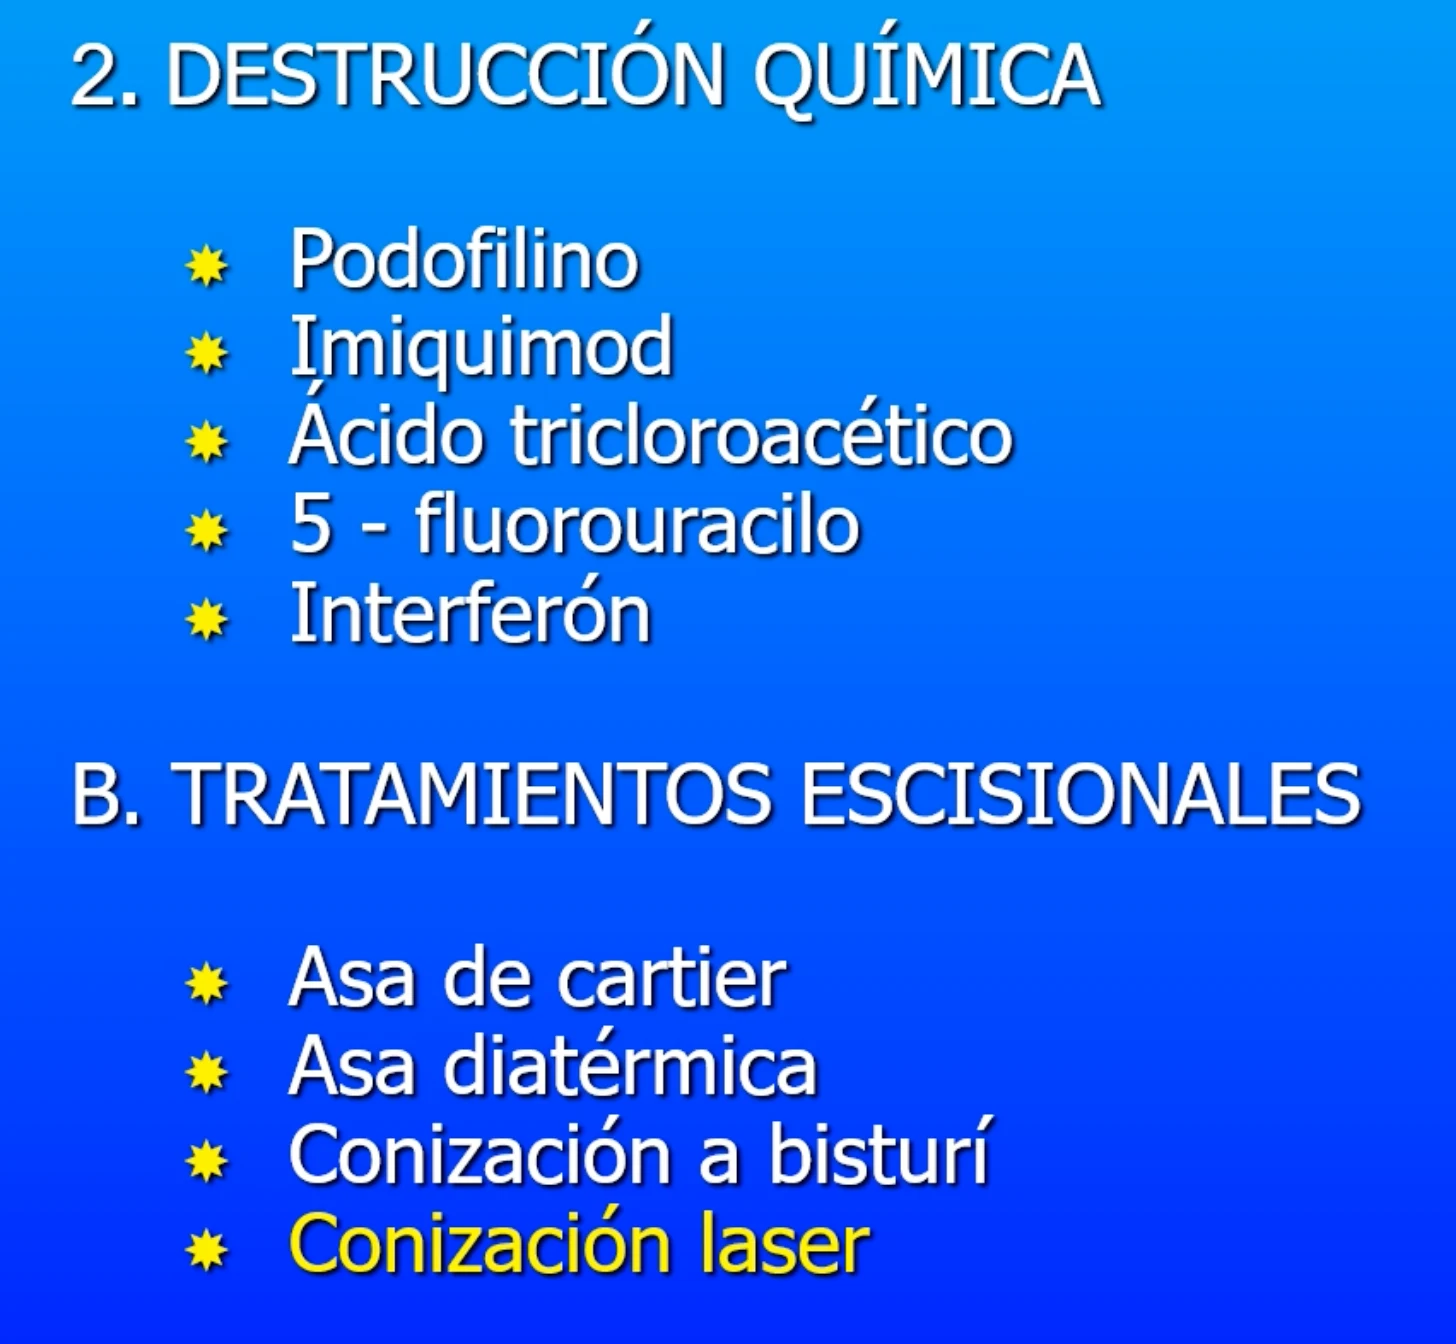 2. DESTRUCCIÓN QUÍMICA
Podofilino
Imiquimod
Ácido tricloroacético
5 - fluorouracilo
Interferón
B. TRATAMIENTOS ESCISIONALES
Asa de cartier
Asa diatérmica
Conización a bisturí
Conización laser